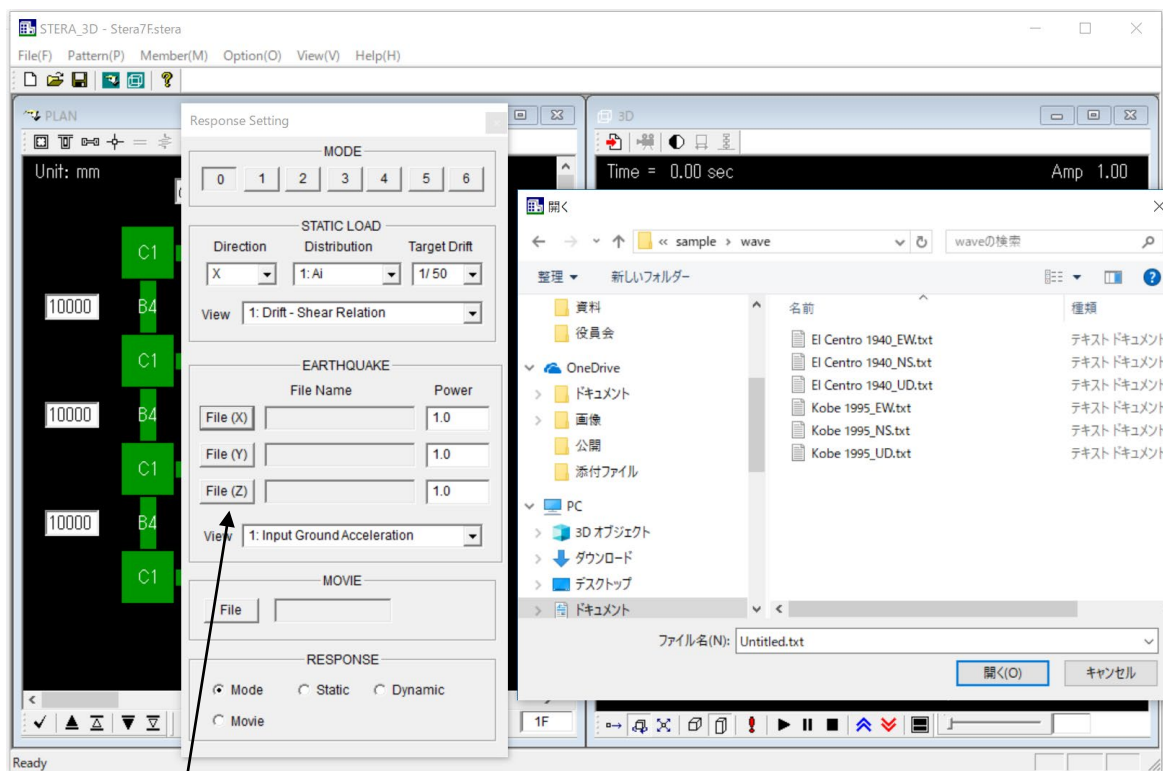 STERA_3D - Stera7F.stera
File(F) Pattern(P) Member(M) Option(O) View(V) Help(H)
PLAN
Unit: mm
C1
10000 B4
C1
10000 B4
C1
10000 B4
C1
1F
Ready
Response Setting
MODE
0 1 2 3 4 5 6
STATIC LOAD
Direction Distribution Target Drift
X 1: Ai 1/ 50
View 1: Drift - Shear Relation
EARTHQUAKE
File Name Power
File (X) 1.0
File (Y) 1.0
File (Z) 1.0
View 1: Input Ground Acceleration
MOVIE
File
RESPONSE
Mode Static Dynamic
Movie
3D
Time = 0.00 sec Amp 1.00
開く
« sample › wave waveの検索
整理 新しいフォルダー
資料
役員会
OneDrive
ドキュメント
画像
公開
添付ファイル
PC
3D オブジェクト
ダウンロード
デスクトップ
ドキュメント
名前 種類
El Centro 1940_EW.txt テキスト ドキュメント
El Centro 1940_NS.txt テキスト ドキュメント
El Centro 1940_UD.txt テキスト ドキュメント
Kobe 1995_EW.txt テキスト ドキュメント
Kobe 1995_NS.txt テキスト ドキュメント
Kobe 1995_UD.txt テキスト ドキュメント
ファイル名(N): Untitled.txt
開く(O) キャンセル